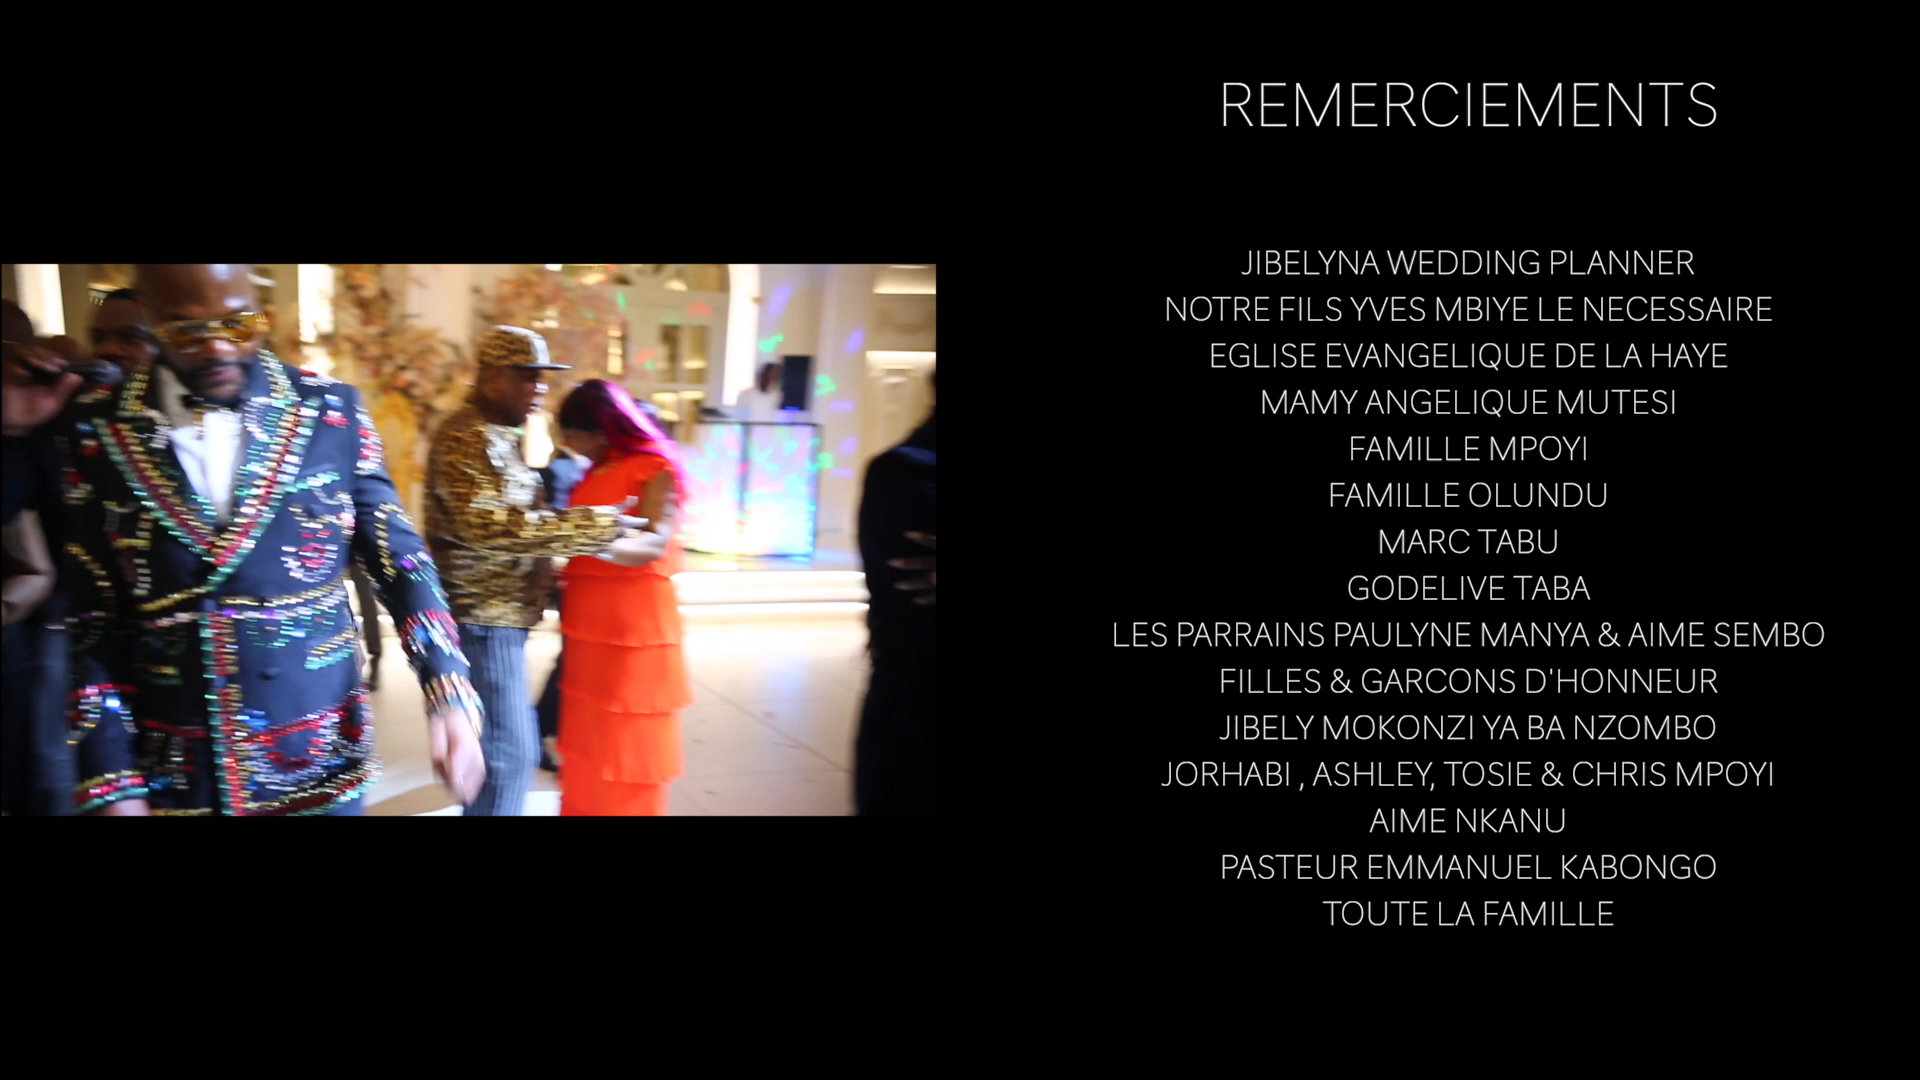 REMERCIEMENTS
JIBELYNA WEDDING PLANNER
NOTRE FILS YVES MBIYE LE NECESSAIRE
EGLISE EVANGELIQUE DE LA HAYE
MAMY ANGELIQUE MUTESI
FAMILLE MPOYI
FAMILLE OLUNDU
MARC TABU
GODELIVE TABA
LES PARRAINS PAULYNE MANYA & AIME SEMBO
FILLES & GARCONS D'HONNEUR
JIBELY MOKONZI YA BA NZOMBO
JORHABI , ASHLEY, TOSIE & CHRIS MPOYI
AIME NKANU
PASTEUR EMMANUEL KABONGO
TOUTE LA FAMILLE